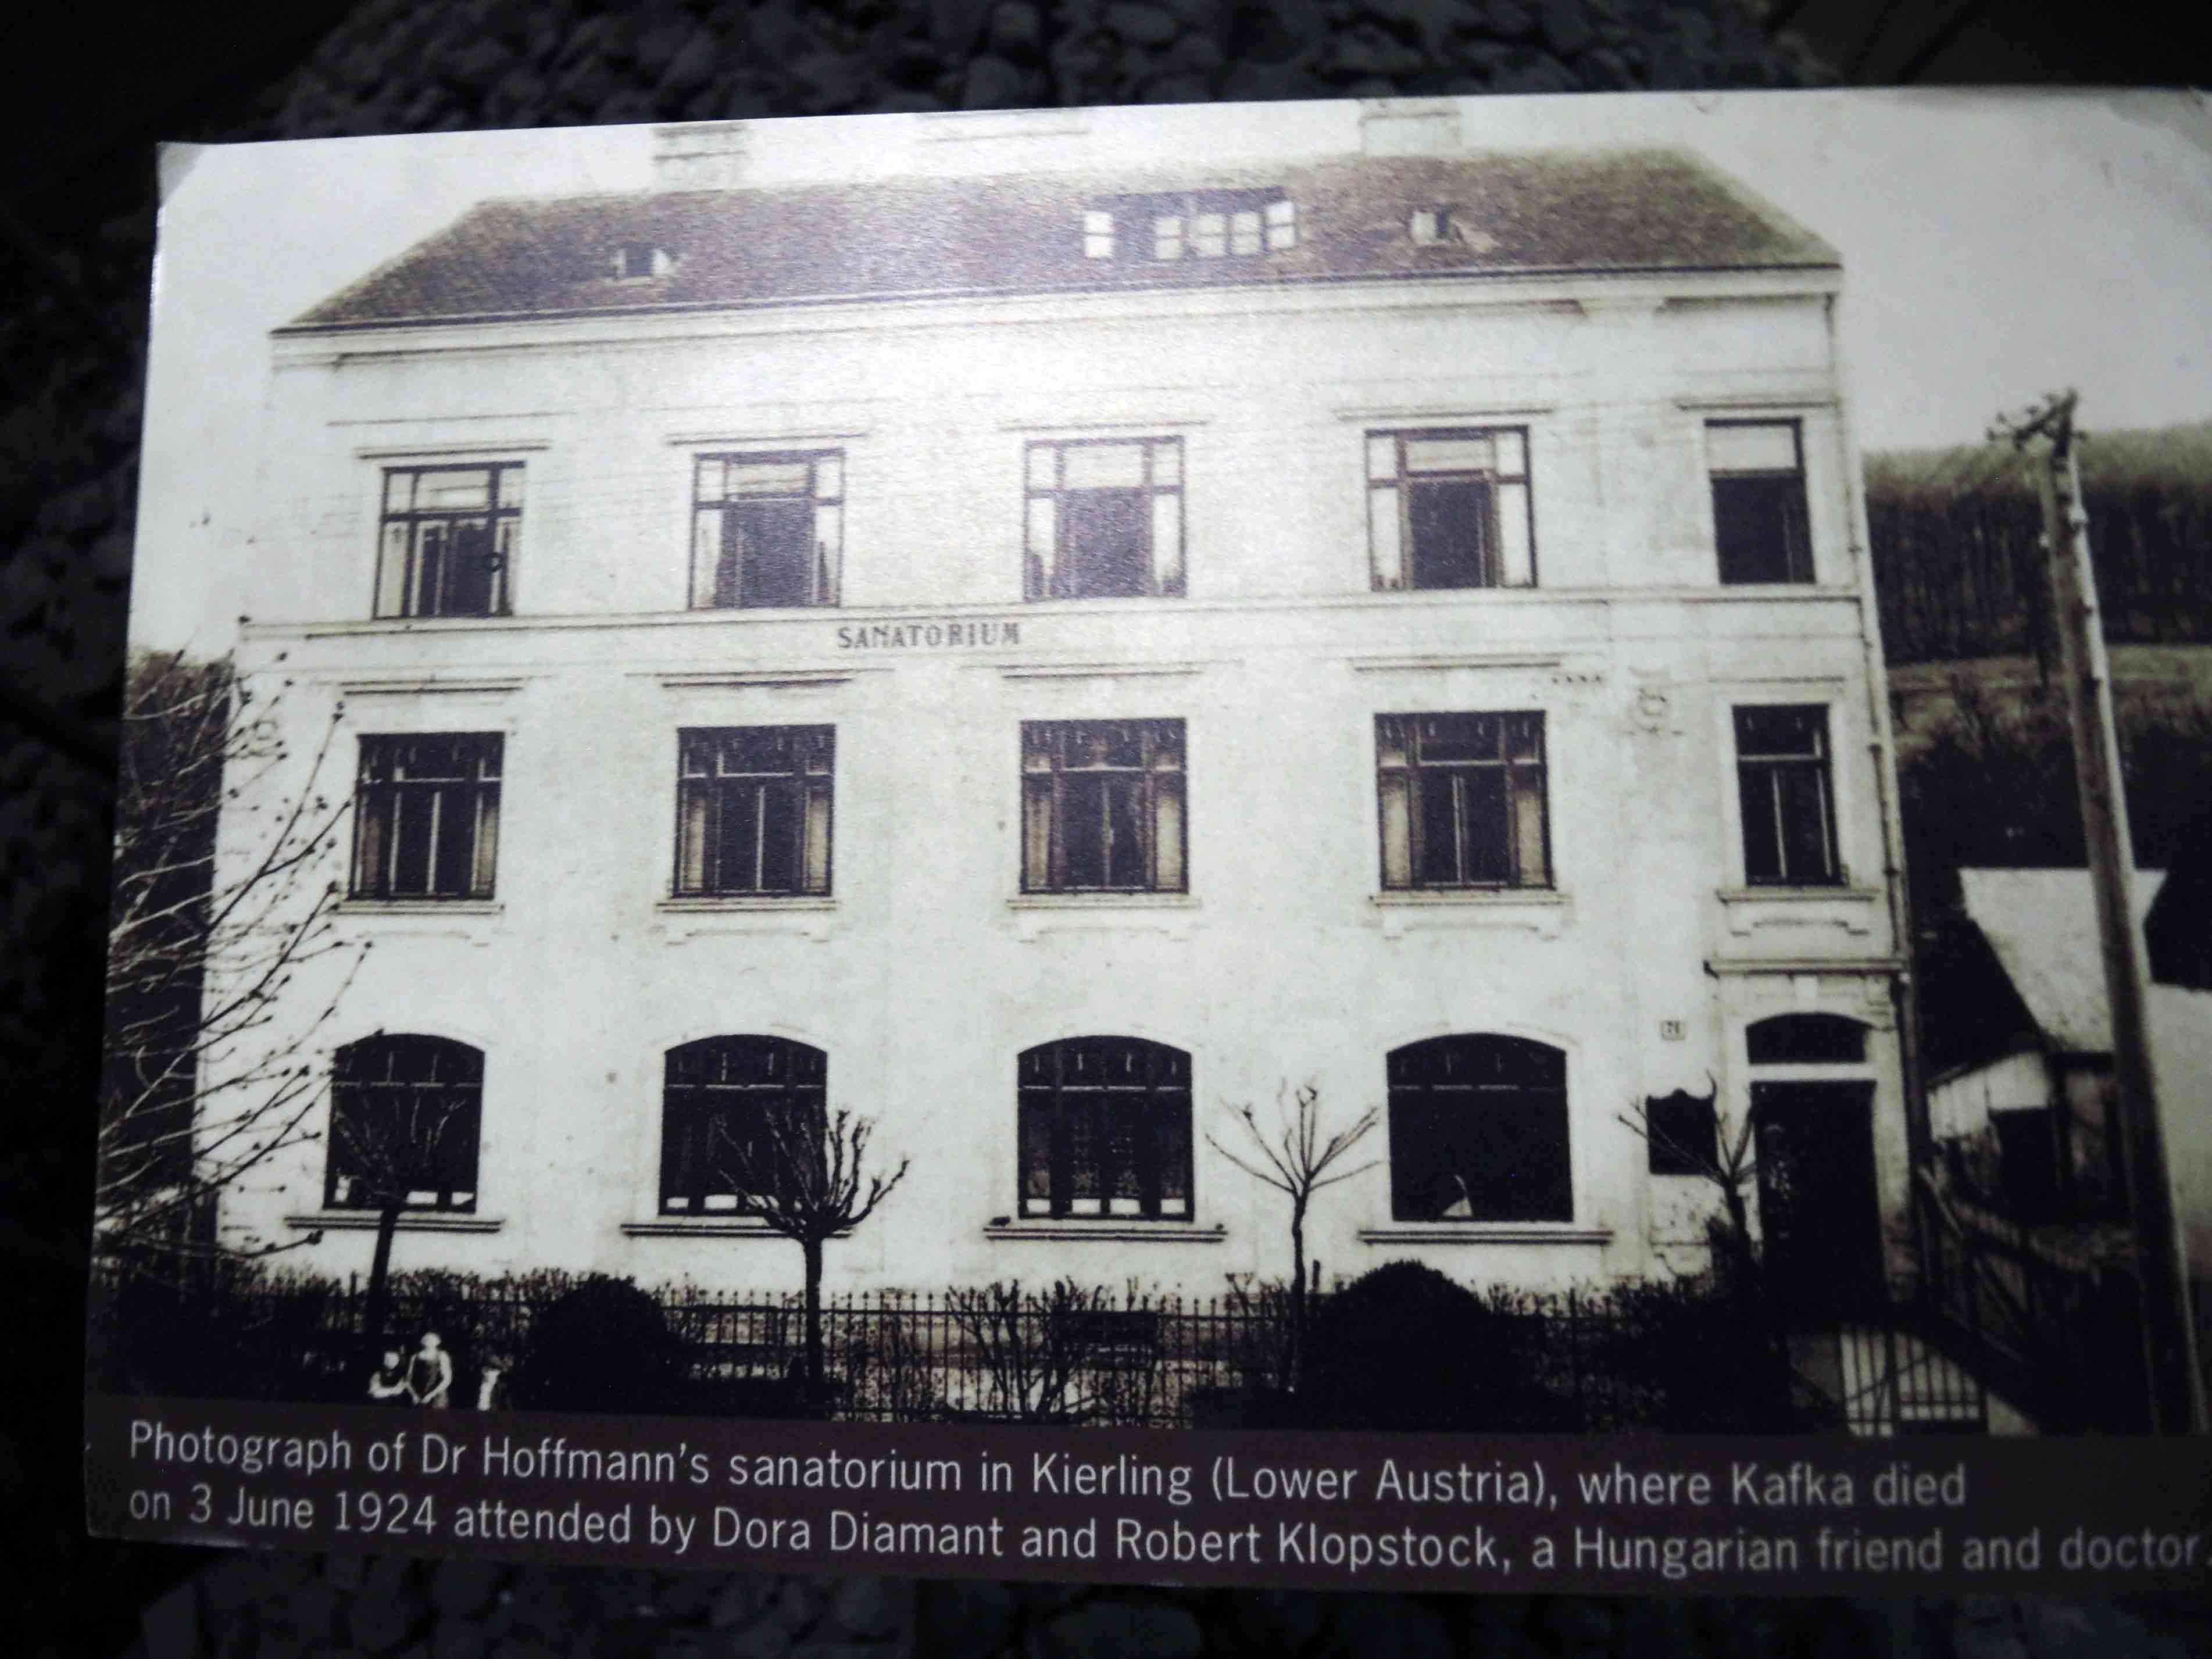 SANATORIUM
Photograph of Dr Hoffmann's sanatorium in Kierling (Lower Austria), where Kafka died
on 3 June 1924 attended by Dora Diamant and Robert Klopstock, a Hungarian friend and doctor.